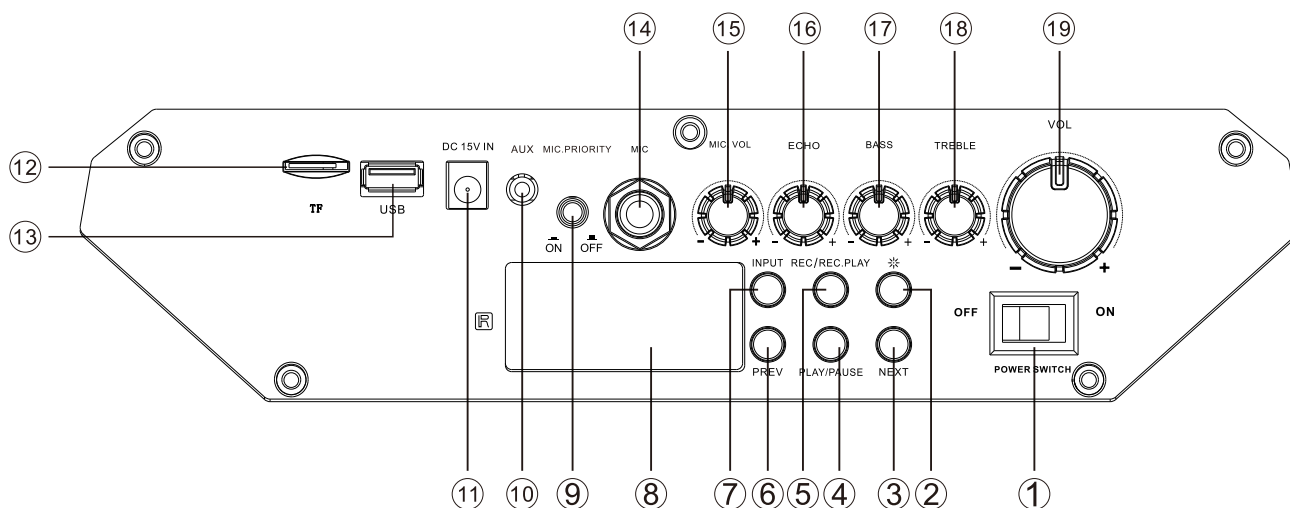 ⑭ ⑮ ⑯ ⑰ ⑱ ⑲
VOL
DC 15V IN AUX MIC.PRIORITY MIC MIC VOL ECHO BASS TREBLE
⑫
TF
USB
⑬
ON OFF
- + - + - + - + - +
INPUT REC/REC.PLAY
OFF ON
IR
PREV PLAY/PAUSE NEXT
POWER SWITCH
⑪ ⑩ ⑨ ⑧ ⑦ ⑥ ⑤ ④ ③ ② ①